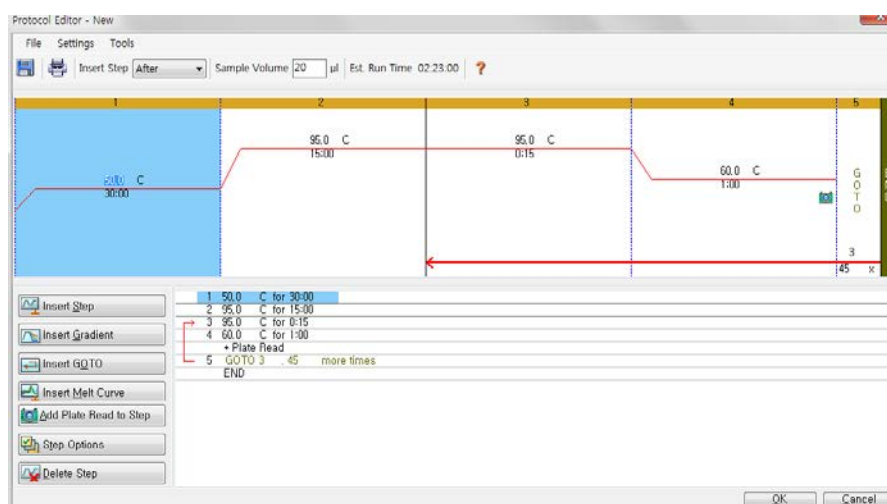 Protocol Editor - New
File Settings Tools
Insert Step After Sample Volume 20 µl Est. Run Time 02:23:00 ?
1 2 3 4 5
50.0 C
30:00
95.0 C
15:00
95.0 C
0:15
60.0 C
1:00
G
O
T
O
3
45 x
Insert Step
Insert Gradient
Insert GOTO
Insert Melt Curve
Add Plate Read to Step
Step Options
Delete Step
1 50.0 C for 30:00
2 95.0 C for 15:00
3 95.0 C for 0:15
4 60.0 C for 1:00
+ Plate Read
5 GOTO 3 , 45 more times
END
OK Cancel